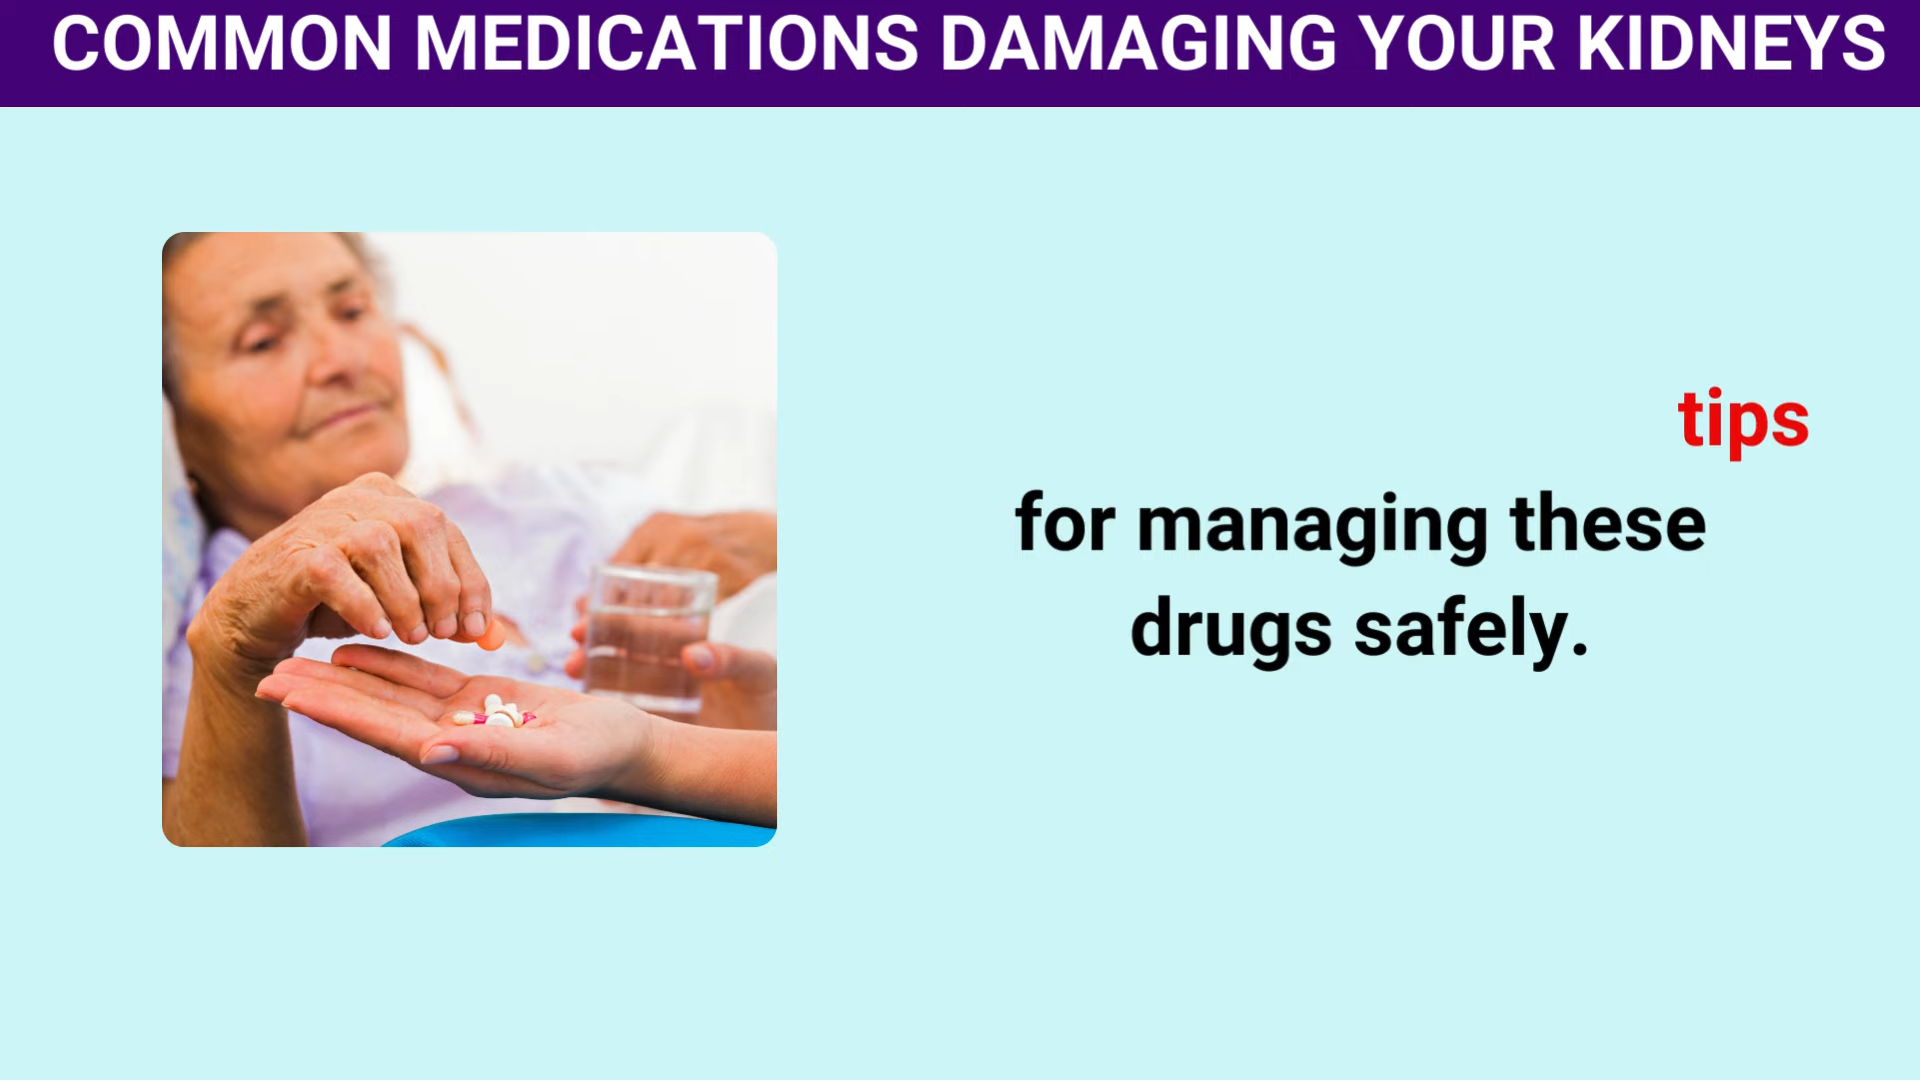 COMMON MEDICATIONS DAMAGING YOUR KIDNEYS
tips
for managing these
drugs safely.